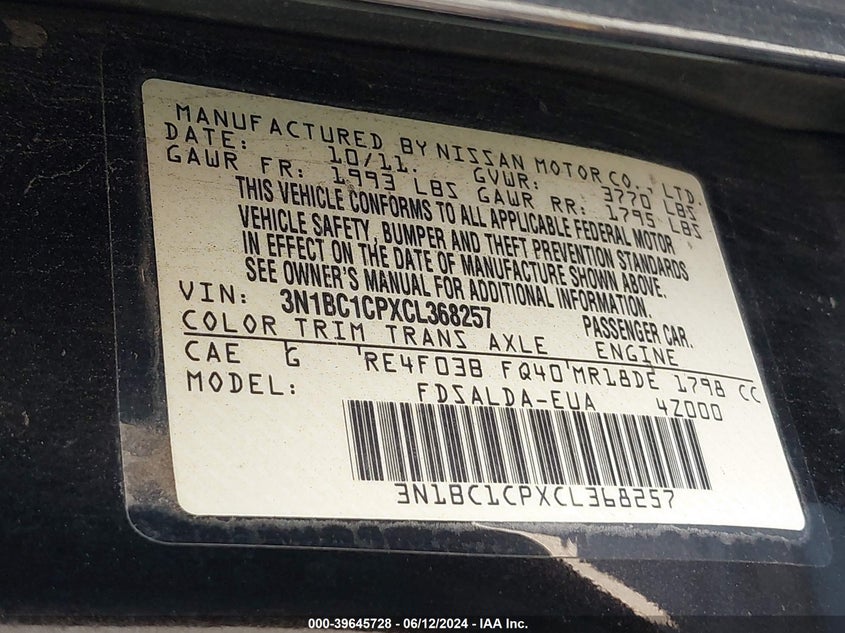 MANUFACTURED BY NISSAN MOTOR CO., LTD.
DATE: 10/11. GVWR: 3770 LBS
GAWR FR: 1993 LBS GAWR RR: 1795 LBS
THIS VEHICLE CONFORMS TO ALL APPLICABLE FEDERAL MOTOR
VEHICLE SAFETY, BUMPER AND THEFT PREVENTION STANDARDS
IN EFFECT ON THE DATE OF MANUFACTURE SHOWN ABOVE.
SEE OWNER'S MANUAL FOR ADDITIONAL INFORMATION.
VIN: 3N1BC1CPXCL368257 PASSENGER CAR.
COLOR TRIM TRANS AXLE ENGINE
CAE G RE4F03B FQ40 MR18DE 1798 CC
MODEL: FDSALDA-EUA 4Z000
3N1BC1CPXCL368257
000-39645728 - 06/12/2024 - IAA Inc.